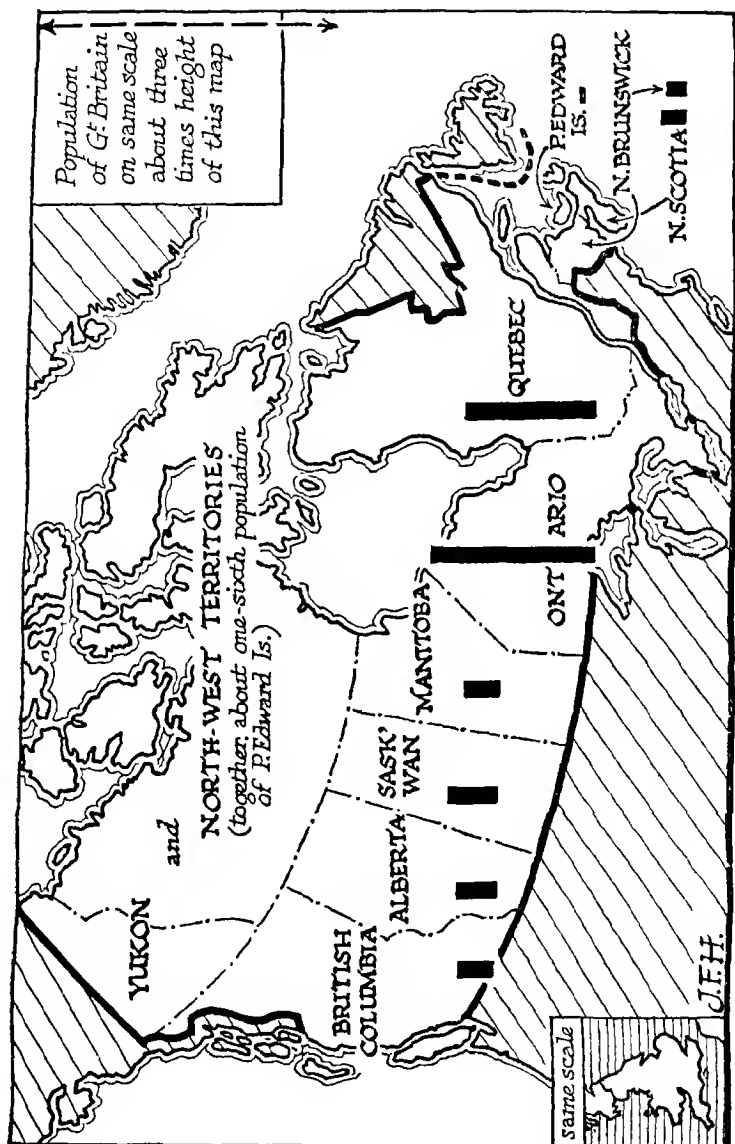 Population
of Gt. Britain
on same scale
about three
times height
of this map
YUKON
and
NORTH-WEST TERRITORIES
(together, about one-sixth population
of P. Edward Is.)
BRITISH
COLUMBIA
ALBERTA
SASK'
WAN
MANITOBA
ONTARIO
QUEBEC
P. EDWARD
IS.
N. BRUNSWICK
N. SCOTIA
same scale
J.F.H.